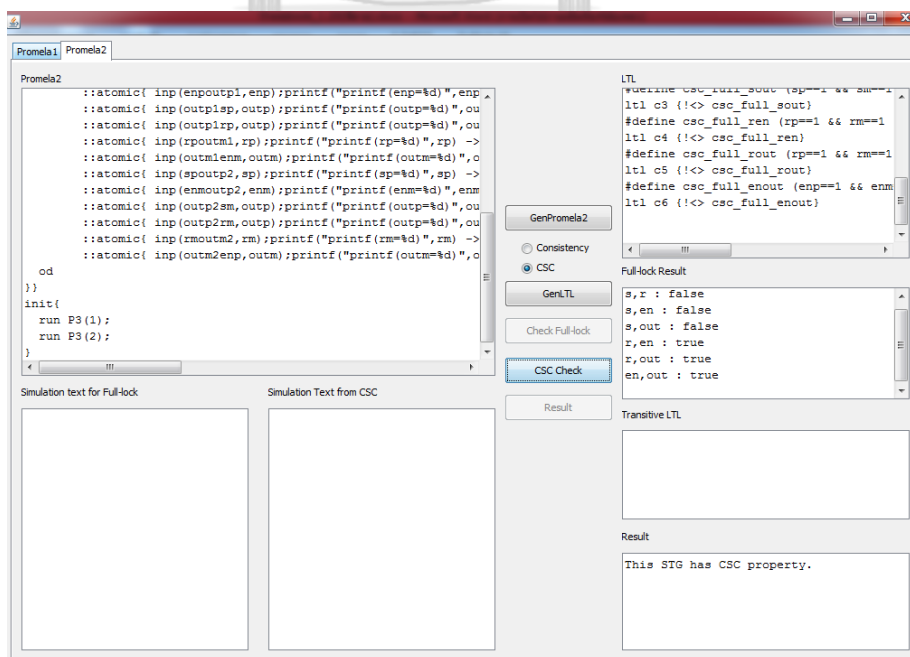 Promela1 Promela2
Promela2
::atomic{ inp(enpoutp1,enp);printf("printf(enp=%d)",enp
::atomic{ inp(outp1sp,outp);printf("printf(outp=%d)",ou
::atomic{ inp(outp1rp,outp);printf("printf(outp=%d)",ou
::atomic{ inp(rpoutm1,rp);printf("printf(rp=%d)",rp) ->
::atomic{ inp(outm1enm,outm);printf("printf(outm=%d)",o
::atomic{ inp(spoutp2,sp);printf("printf(sp=%d)",sp) ->
::atomic{ inp(enmoutp2,enm);printf("printf(enm=%d)",enm
::atomic{ inp(outp2sm,outp);printf("printf(outp=%d)",ou
::atomic{ inp(outp2rm,outp);printf("printf(outp=%d)",ou
::atomic{ inp(rmoutm2,rm);printf("printf(rm=%d)",rm) ->
::atomic{ inp(outm2enp,outm);printf("printf(outm=%d)",o
od
}}
init{
run P3(1);
run P3(2);
}
GenPromela2
Consistency
CSC
GenLTL
Check Full-lock
CSC Check
Result
LTL
#define csc_full_sout (sp==1 && sm==1
ltl c3 {!<> csc_full_sout}
#define csc_full_ren (rp==1 && rm==1
ltl c4 {!<> csc_full_ren}
#define csc_full_rout (rp==1 && rm==1
ltl c5 {!<> csc_full_rout}
#define csc_full_enout (enp==1 && enm
ltl c6 {!<> csc_full_enout}
Full-lock Result
s,r : false
s,en : false
s,out : false
r,en : true
r,out : true
en,out : true
Simulation text for Full-lock
Simulation Text from CSC
Transitive LTL
Result
This STG has CSC property.